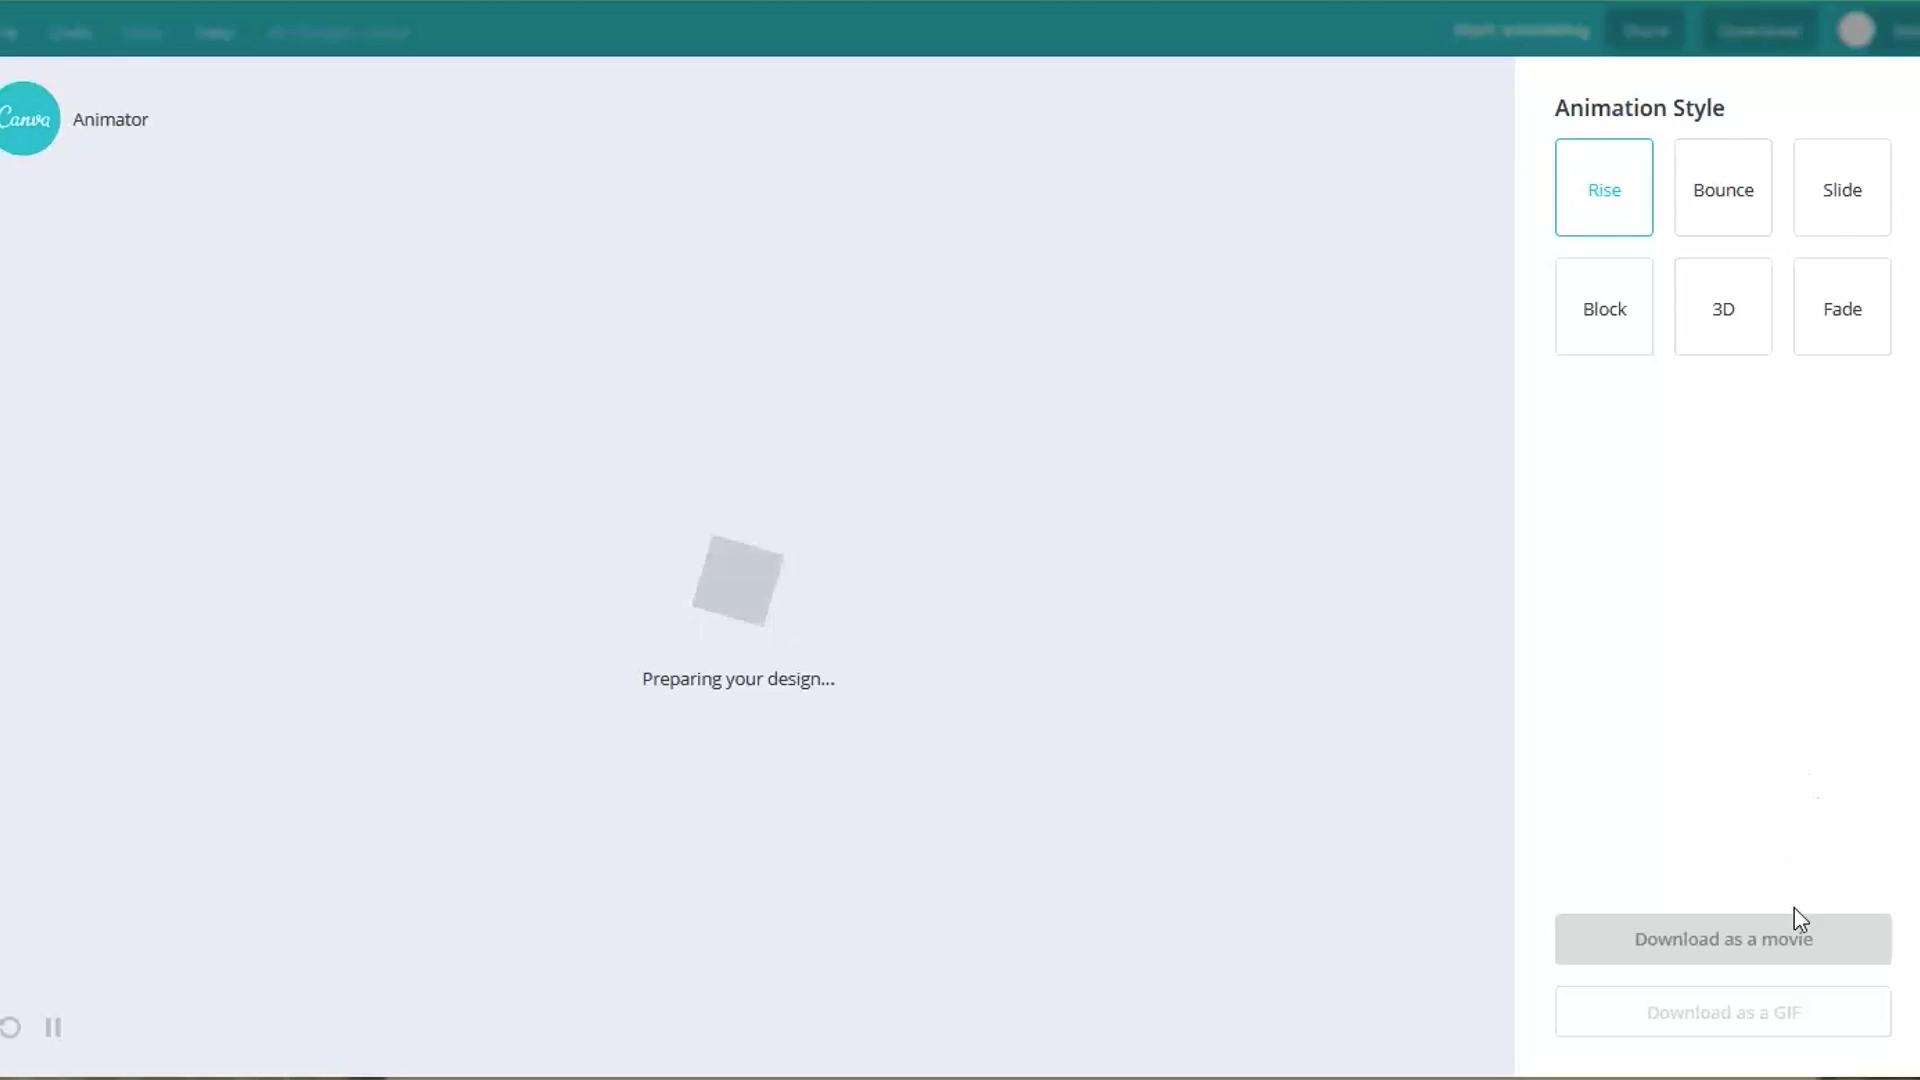 Canva
Animator
Animation Style
Rise
Bounce
Slide
Block
3D
Fade
Preparing your design...
Download as a movie
Download as a GIF